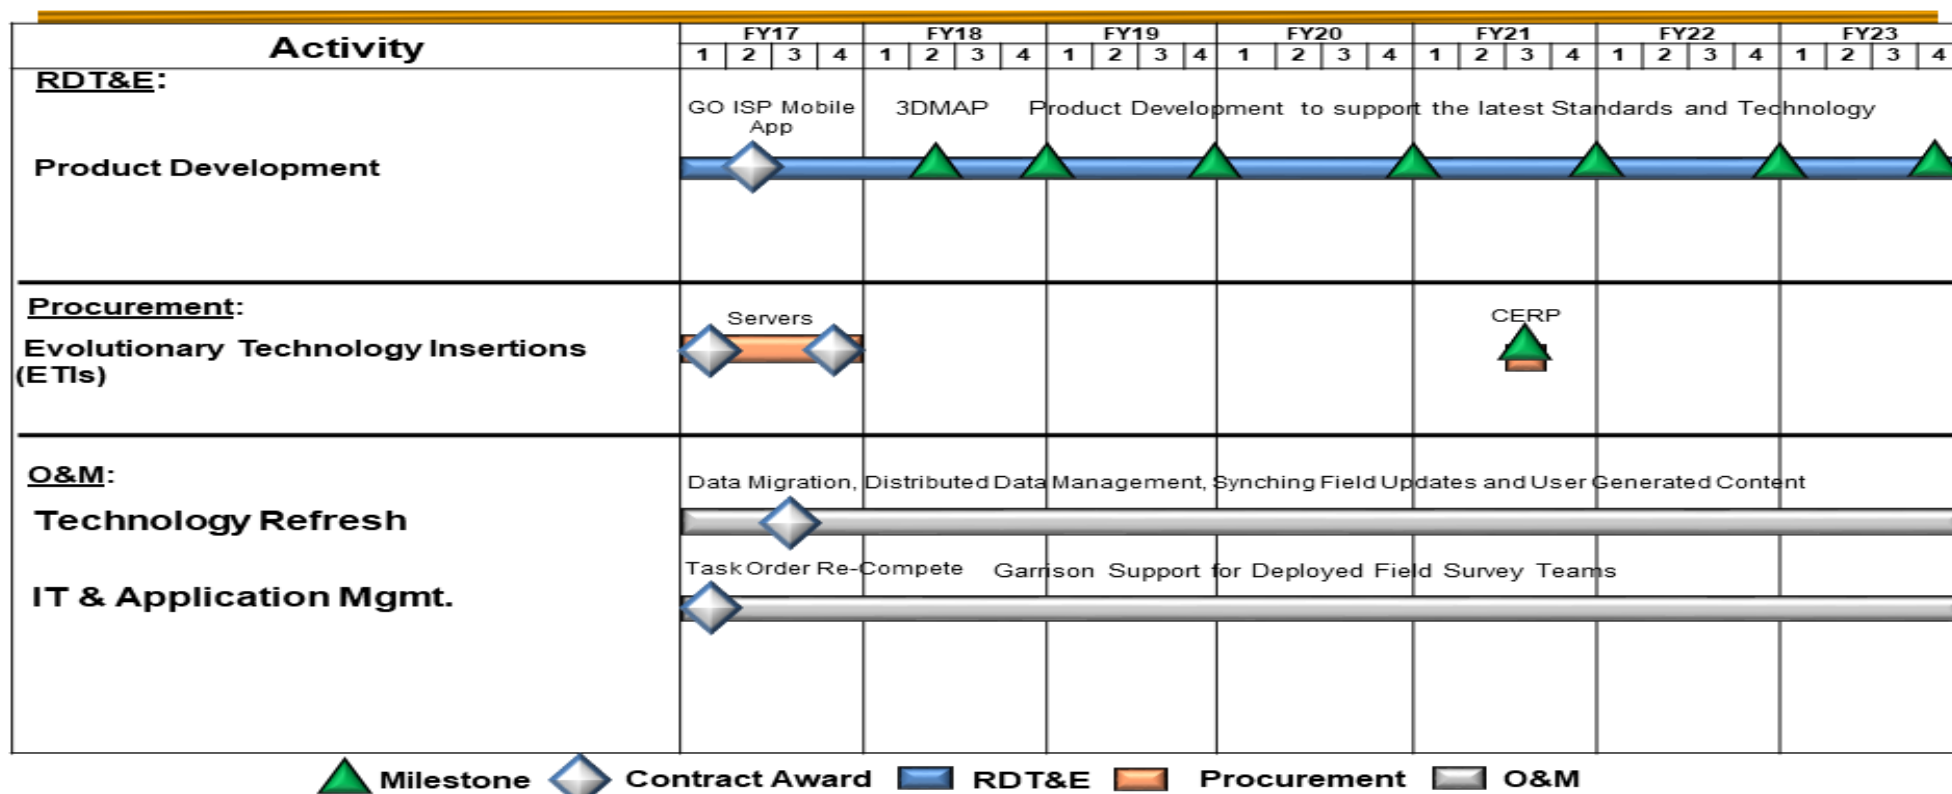 Activity
FY17 FY18 FY19 FY20 FY21 FY22 FY23
1 2 3 4 1 2 3 4 1 2 3 4 1 2 3 4 1 2 3 4 1 2 3 4 1 2 3 4
RDT&E:
GO ISP Mobile
App
3DMAP
Product Development to support the latest Standards and Technology
Product Development
Procurement:
Servers
CERP
Evolutionary Technology Insertions
(ETIs)
O&M:
Data Migration, Distributed Data Management, Synching Field Updates and User Generated Content
Technology Refresh
Task Order Re-Compete
Garrison Support for Deployed Field Survey Teams
IT & Application Mgmt.
Milestone Contract Award RDT&E Procurement O&M